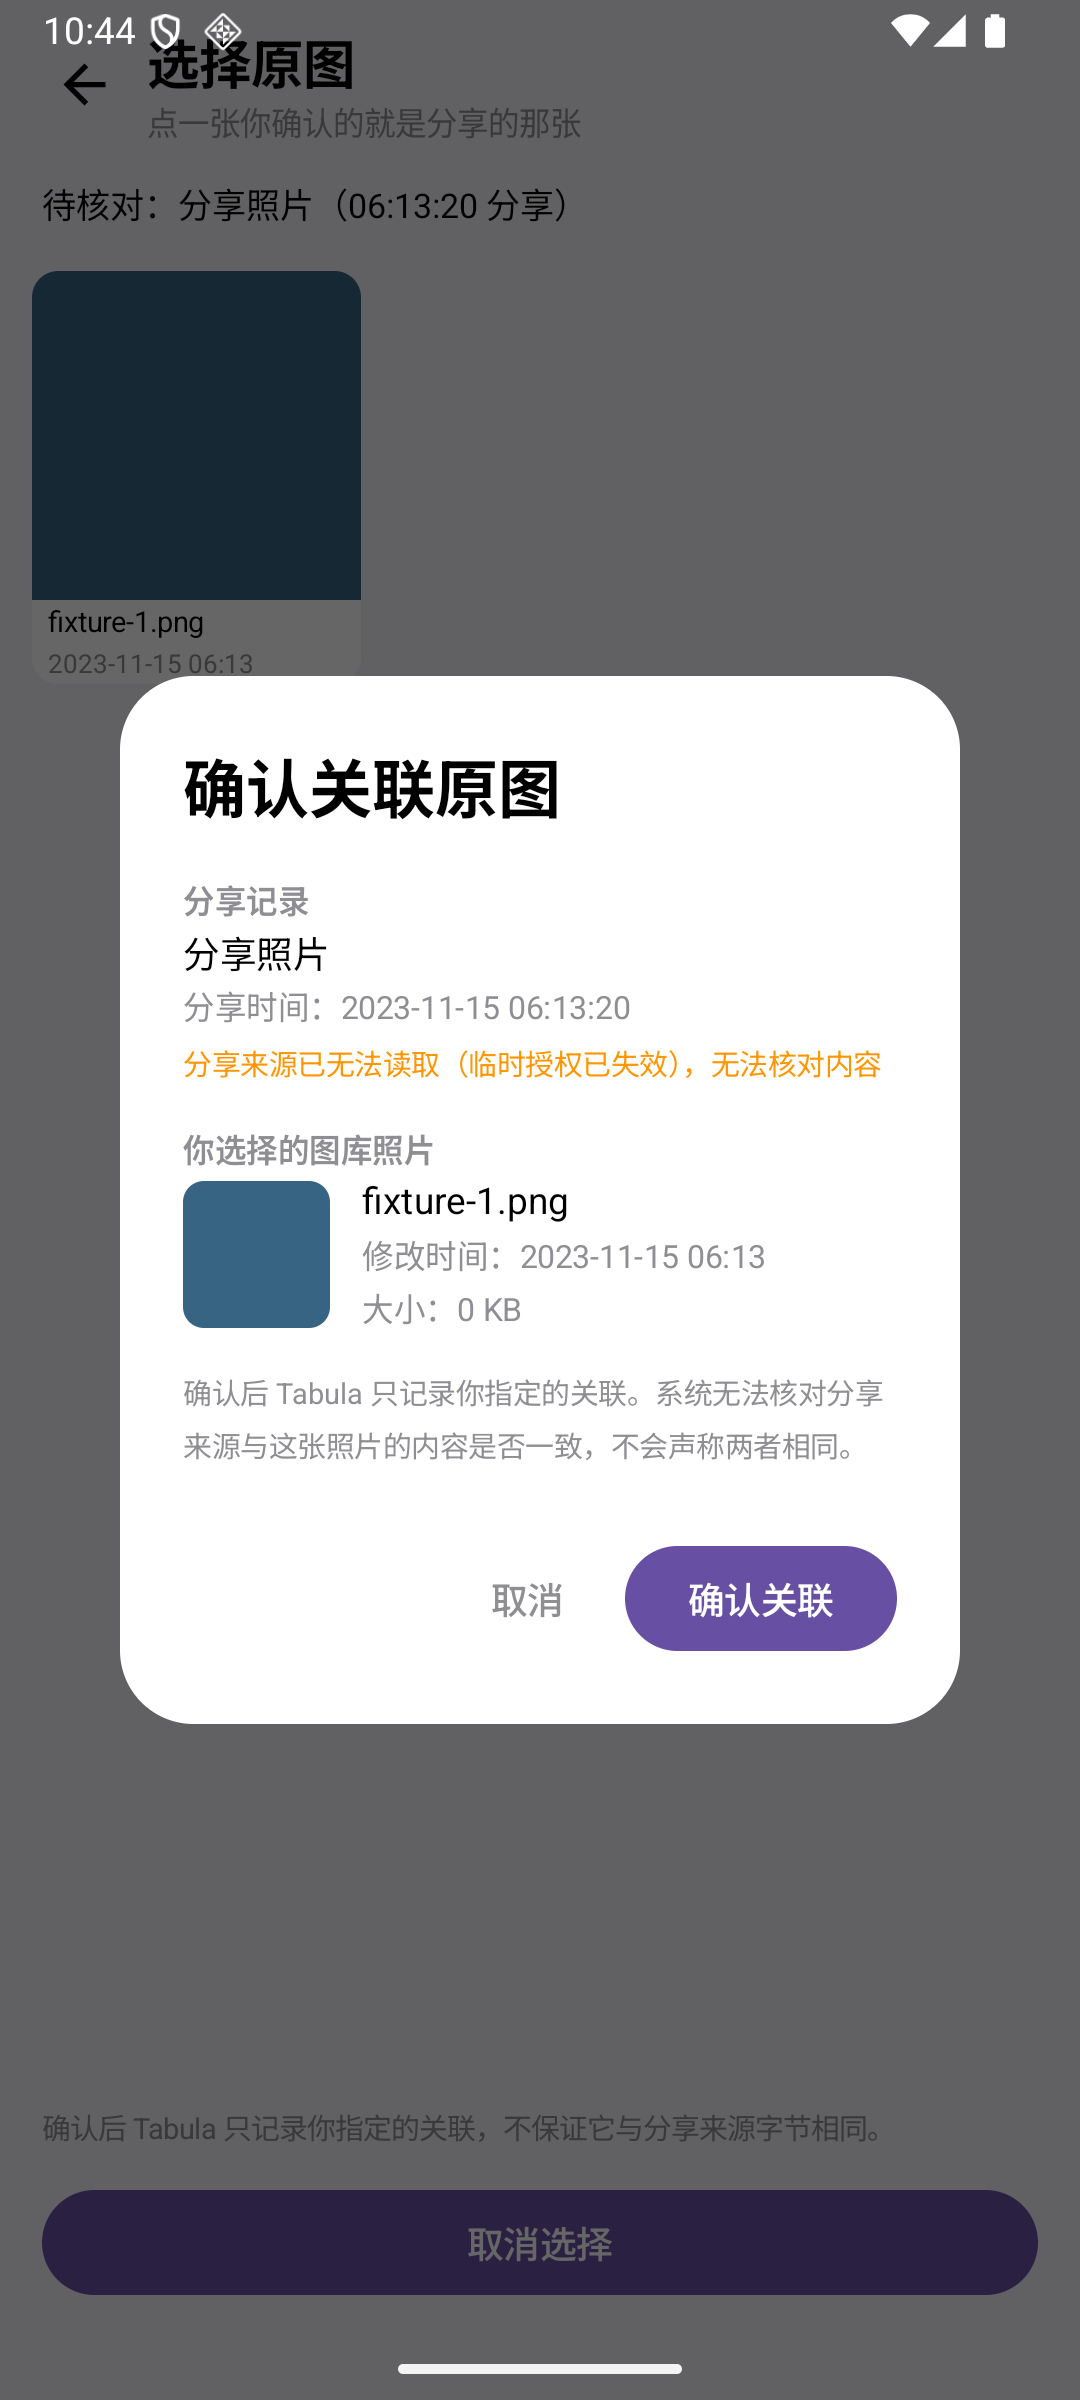 10:44
选择原图
点一张你确认的就是分享的那张
待核对：分享照片（06:13:20 分享）
fixture-1.png
2023-11-15 06:13
确认关联原图
分享记录
分享照片
分享时间：2023-11-15 06:13:20
分享来源已无法读取（临时授权已失效），无法核对内容
你选择的图库照片
fixture-1.png
修改时间：2023-11-15 06:13
大小：0 KB
确认后 Tabula 只记录你指定的关联。系统无法核对分享
来源与这张照片的内容是否一致，不会声称两者相同。
取消
确认关联
确认后 Tabula 只记录你指定的关联，不保证它与分享来源字节相同。
取消选择